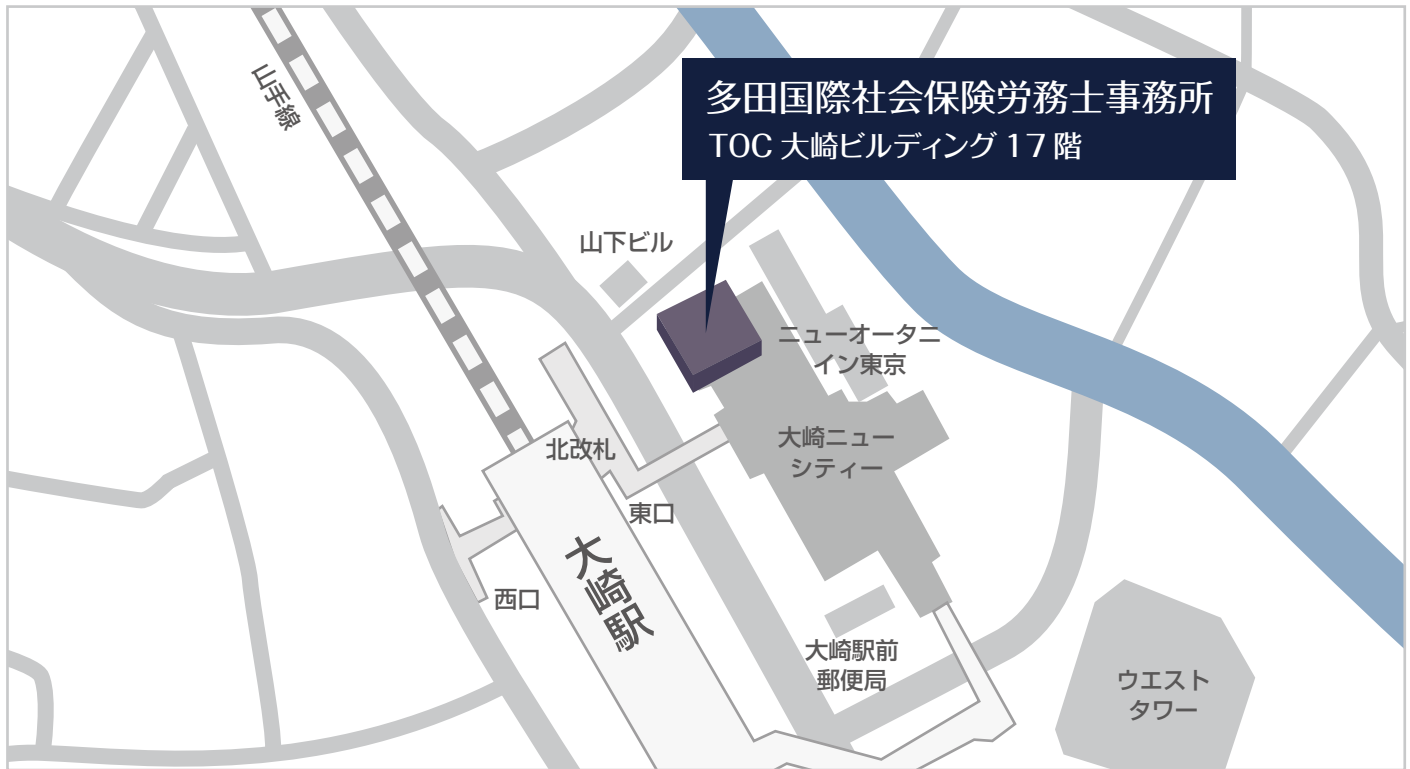 山手線
多田国際社会保険労務士事務所
TOC 大崎ビルディング 17 階
山下ビル
ニューオータニ
イン東京
北改札
大崎ニュー
シティー
東口
大崎駅
西口
大崎駅前
郵便局
ウエスト
タワー